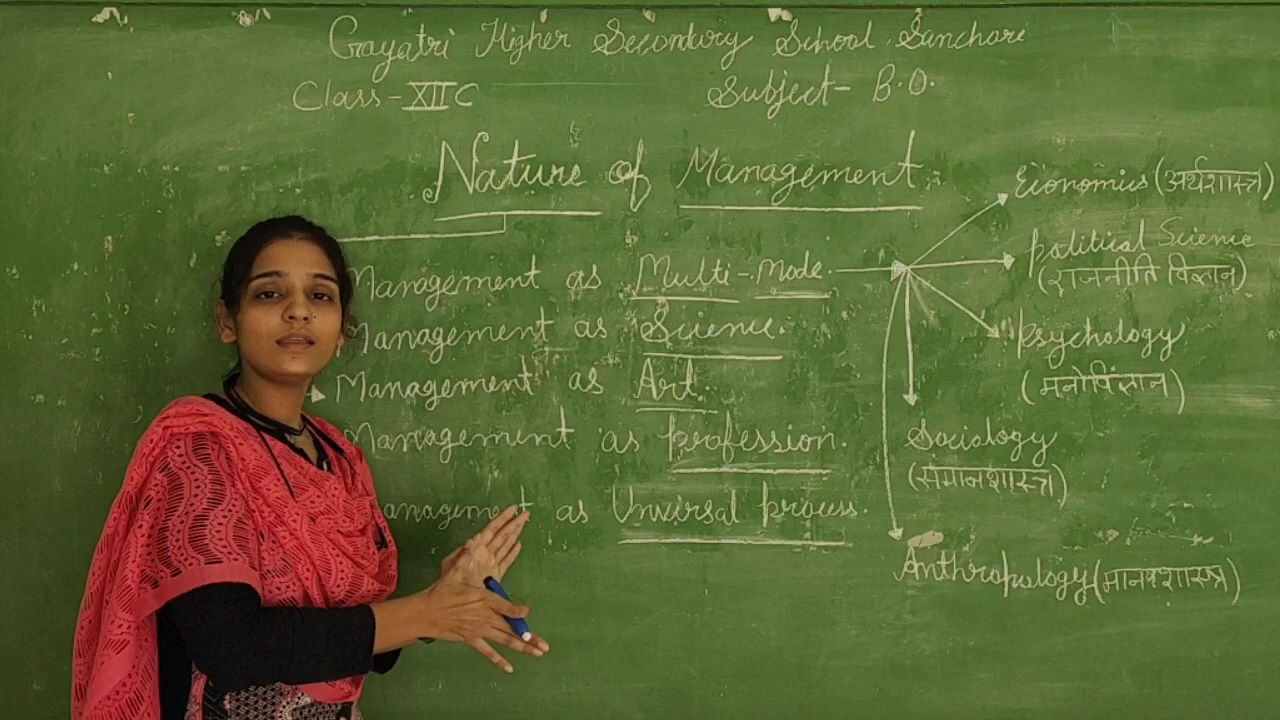 Gayatri Higher Secondary School, Sanchore
Class-XII C
Subject- B.O.
Nature of Management
Management as Multi-Mode.
Management as Science.
Management as Art.
Management as profession.
anagement as Universal process.
Economics (अर्थशास्त्र)
political Science
(राजनीति विज्ञान)
psychology
(मनोविज्ञान)
Sociology
(समाजशास्त्र)
Anthropology (मानवशास्त्र)